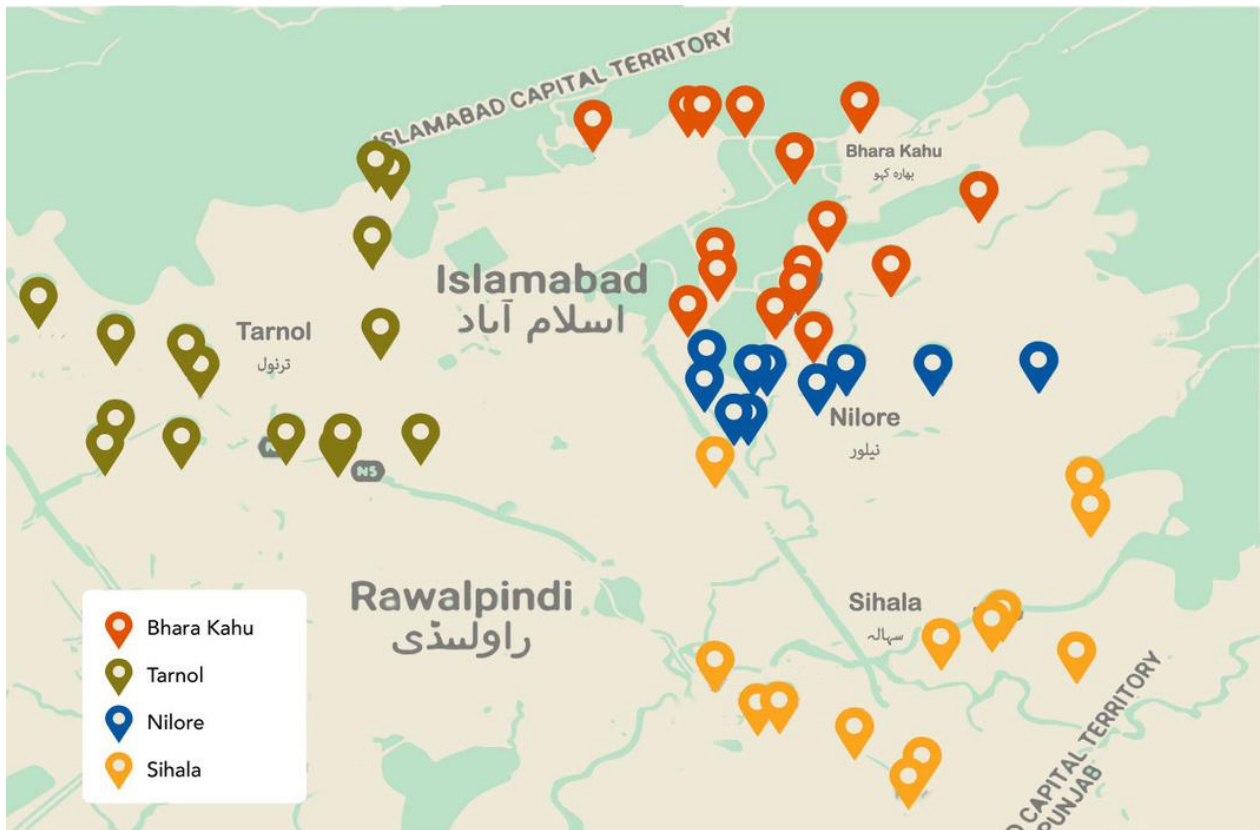 ISLAMABAD CAPITAL TERRITORY
Bhara Kahu
بھارہ کہو
Islamabad
اسلام آباد
Tarnol
ترنول
Nilore
نیلور
N5
Rawalpindi
راولپنڈی
Sihala
سہالہ
Bhara Kahu
Tarnol
Nilore
Sihala
D CAPITAL TERRITORY
PUNJAB